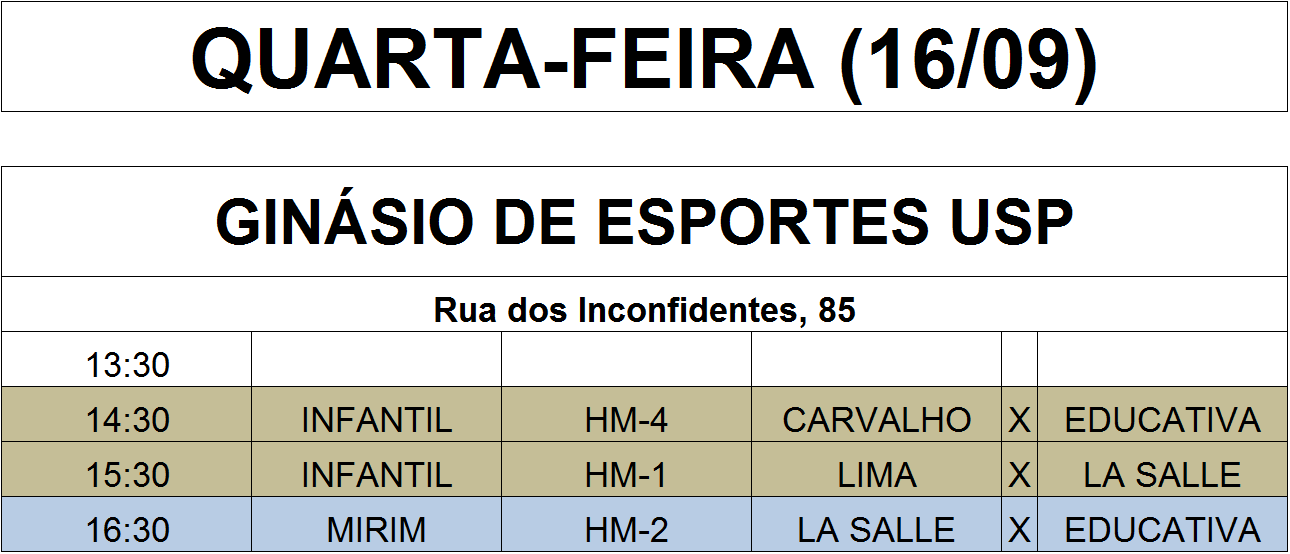 QUARTA-FEIRA (16/09)
GINÁSIO DE ESPORTES USP
Rua dos Inconfidentes, 85
13:30
14:30 INFANTIL HM-4 CARVALHO X EDUCATIVA
15:30 INFANTIL HM-1 LIMA X LA SALLE
16:30 MIRIM HM-2 LA SALLE X EDUCATIVA